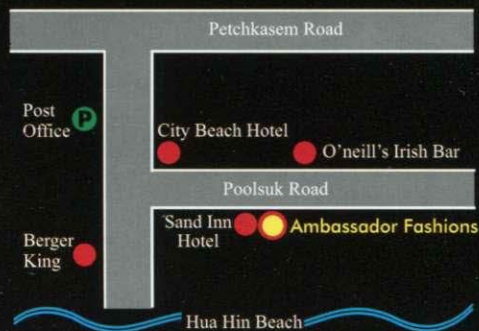 Petchkasem Road
Post
Office
P
City Beach Hotel
O'neill's Irish Bar
Poolsuk Road
Sand Inn
Hotel
Ambassador Fashions
Berger
King
Hua Hin Beach